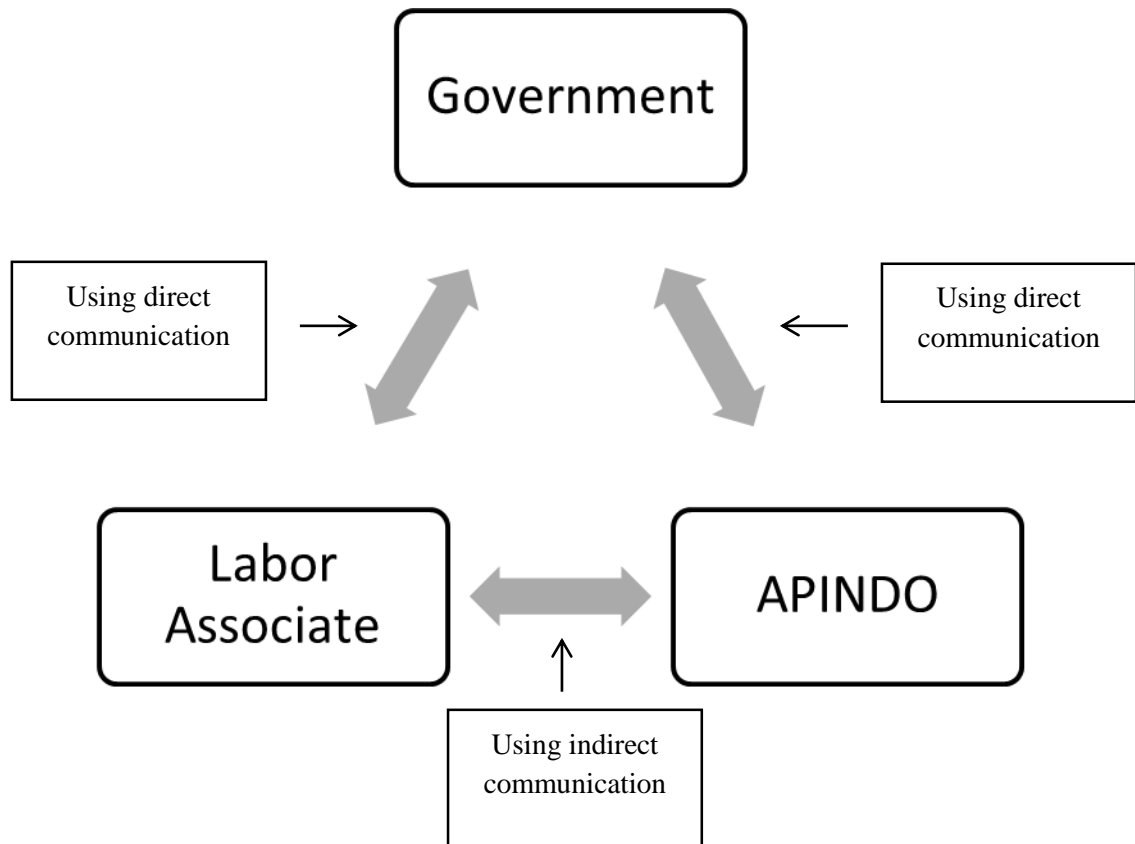 Government
Using direct
communication
Using direct
communication
Labor
Associate
APINDO
Using indirect
communication